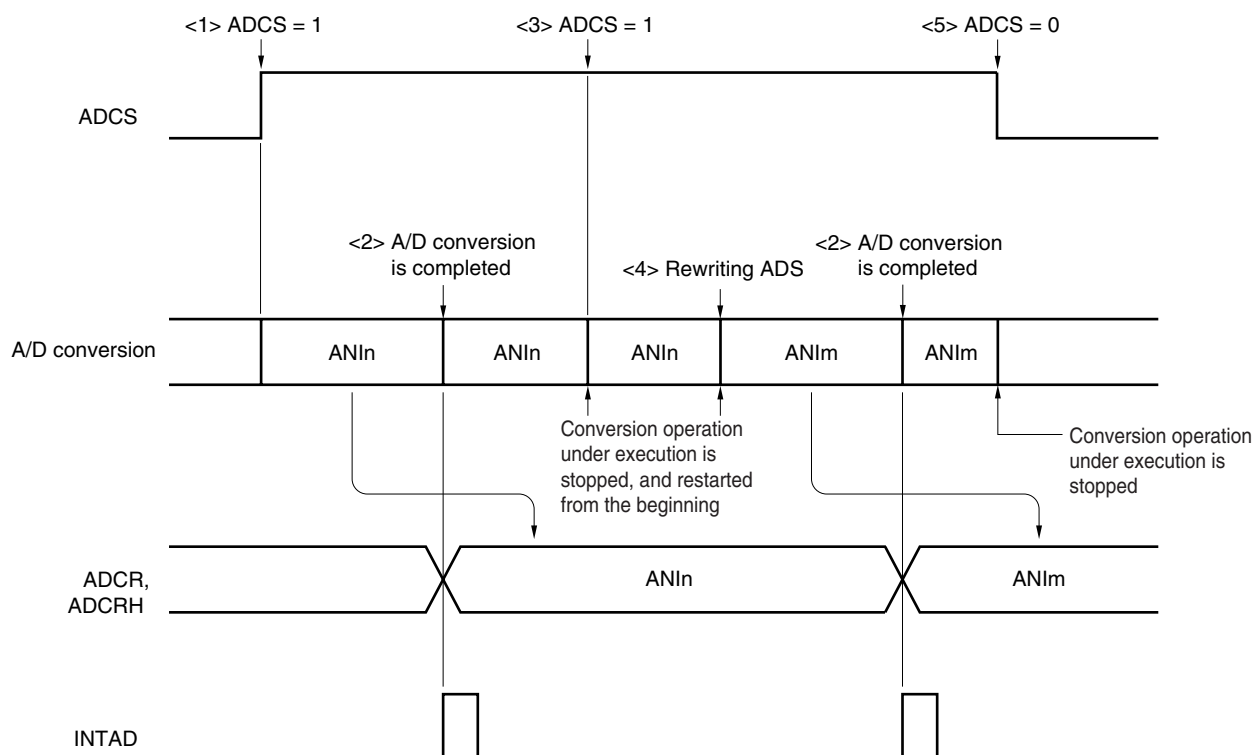 <1> ADCS = 1
<3> ADCS = 1
<5> ADCS = 0
ADCS
<2> A/D conversion
is completed
<4> Rewriting ADS
<2> A/D conversion
is completed
A/D conversion
ANIn
ANIn
ANIn
ANIm
ANIm
Conversion operation
under execution is
stopped, and restarted
from the beginning
Conversion operation
under execution is
stopped
ADCR,
ADCRH
ANIn
ANIm
INTAD